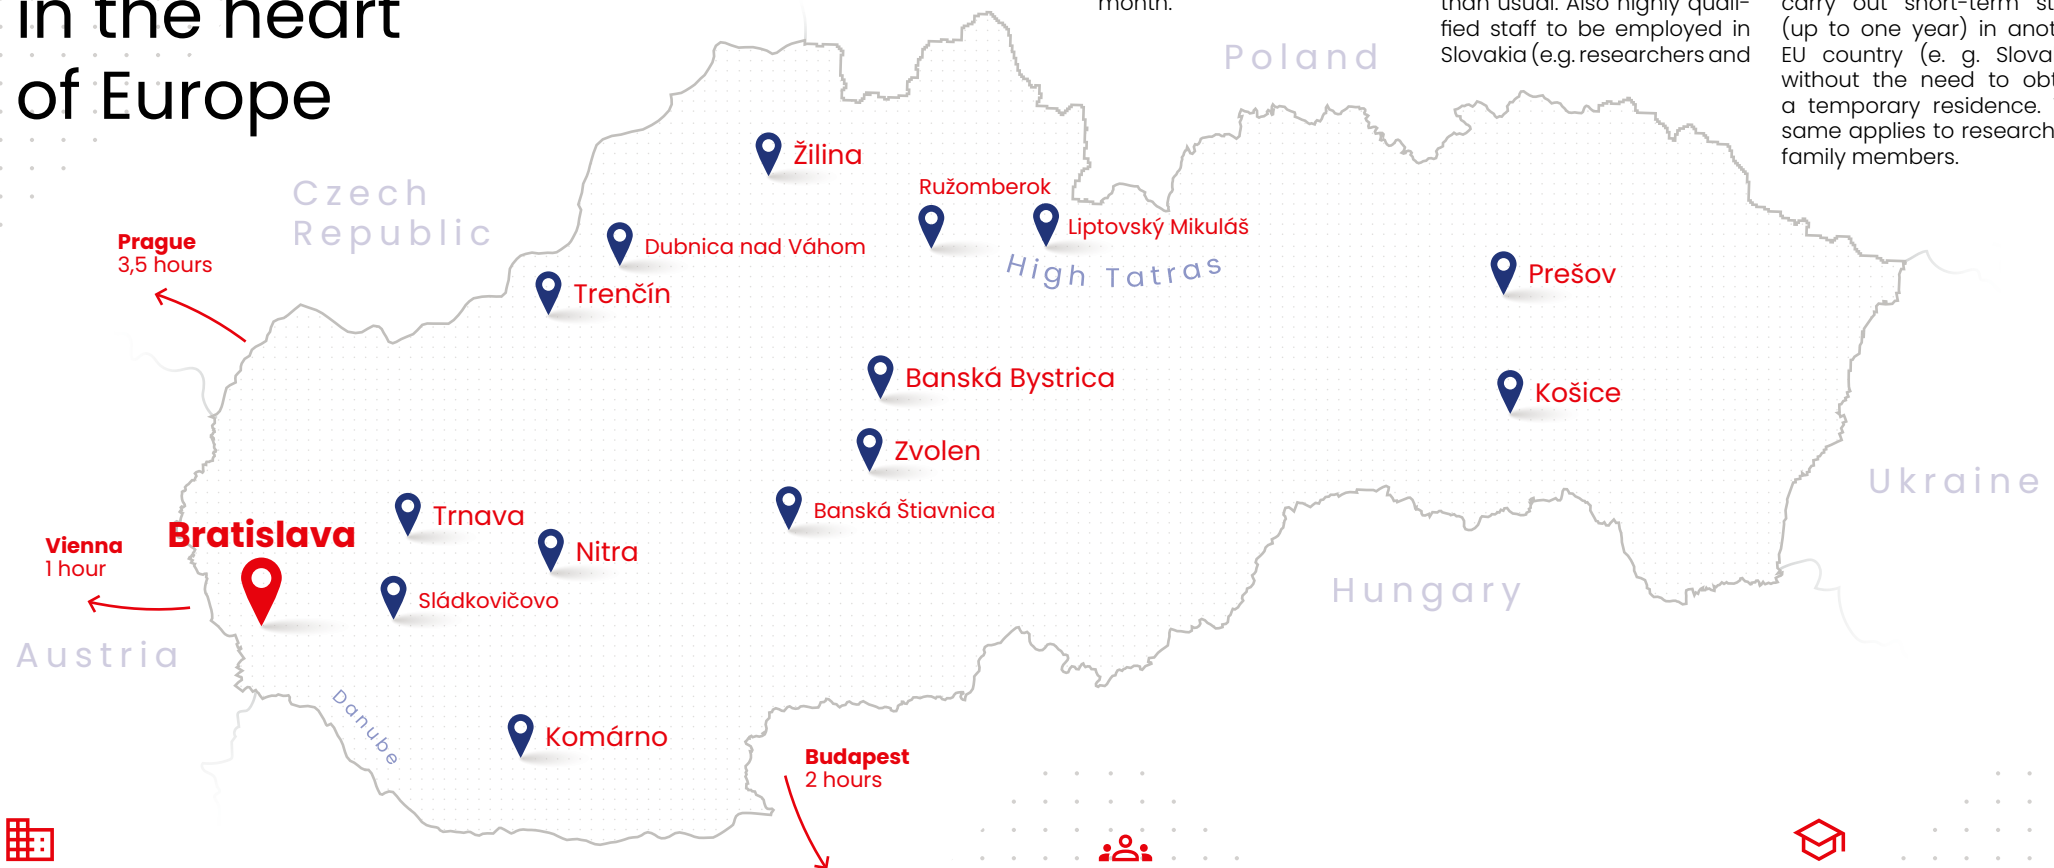 in the heart
of Europe
month.
than usual. Also highly quali-
fied staff to be employed in
Slovakia (e.g. researchers and
carry out short-term
(up to one year) in
EU country (e. g.
without the need to
a temporary residence.
same applies to
family members.
Poland
Czech
Republic
Žilina
Ružomberok
Liptovský Mikuláš
High Tatras
Dubnica nad Váhom
Trenčín
Prague
3,5 hours
Prešov
Banská Bystrica
Košice
Zvolen
Banská Štiavnica
Ukraine
Trnava
Bratislava
Nitra
Vienna
1 hour
Sládkovičovo
Hungary
Austria
Danube
Komárno
Budapest
2 hours